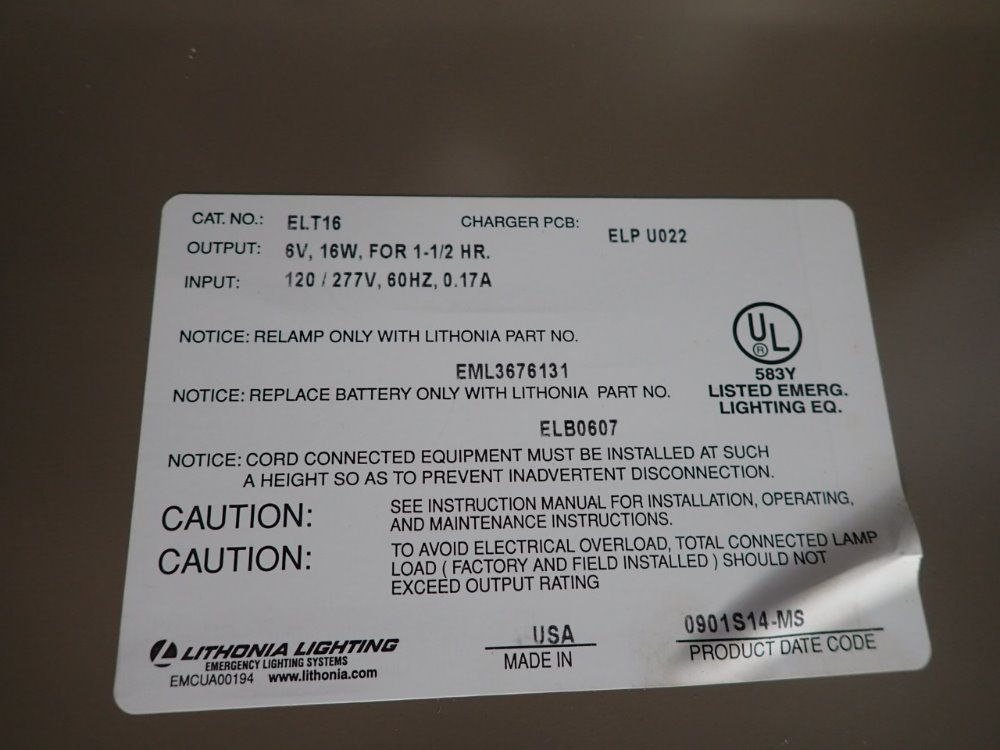 CAT. NO.: ELT16 CHARGER PCB: ELP U022
OUTPUT: 6V, 16W, FOR 1-1/2 HR.
INPUT: 120 / 277V, 60HZ, 0.17A
NOTICE: RELAMP ONLY WITH LITHONIA PART NO.
EML3676131
NOTICE: REPLACE BATTERY ONLY WITH LITHONIA PART NO.
ELB0607
UL
®
583Y
LISTED EMERG.
LIGHTING EQ.
NOTICE: CORD CONNECTED EQUIPMENT MUST BE INSTALLED AT SUCH
A HEIGHT SO AS TO PREVENT INADVERTENT DISCONNECTION.
CAUTION: SEE INSTRUCTION MANUAL FOR INSTALLATION, OPERATING,
AND MAINTENANCE INSTRUCTIONS.
CAUTION: TO AVOID ELECTRICAL OVERLOAD, TOTAL CONNECTED LAMP
LOAD ( FACTORY AND FIELD INSTALLED ) SHOULD NOT
EXCEED OUTPUT RATING
LITHONIA LIGHTING
EMERGENCY LIGHTING SYSTEMS
EMCUA00194 www.lithonia.com
USA
MADE IN
0901S14-MS
PRODUCT DATE CODE